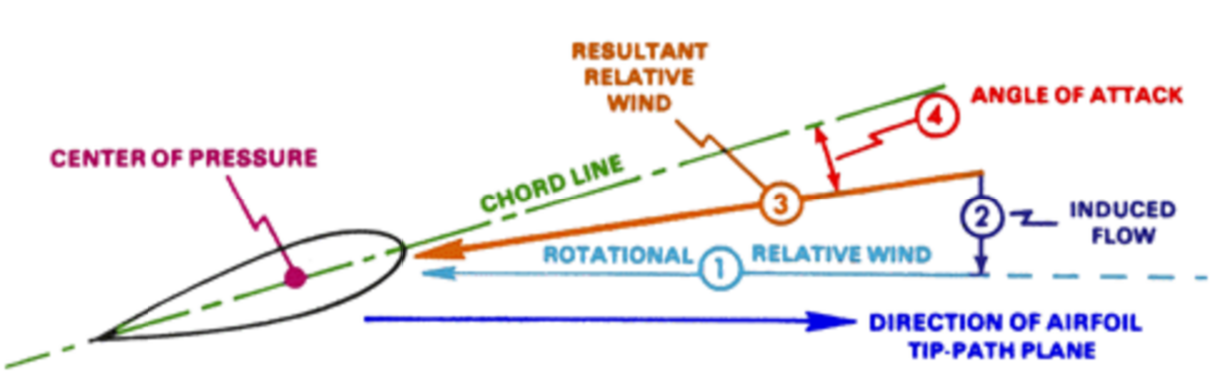 RESULTANT
RELATIVE
WIND
4
ANGLE OF ATTACK
CENTER OF PRESSURE
CHORD LINE
3
2
INDUCED
FLOW
ROTATIONAL 1 RELATIVE WIND
DIRECTION OF AIRFOIL
TIP-PATH PLANE